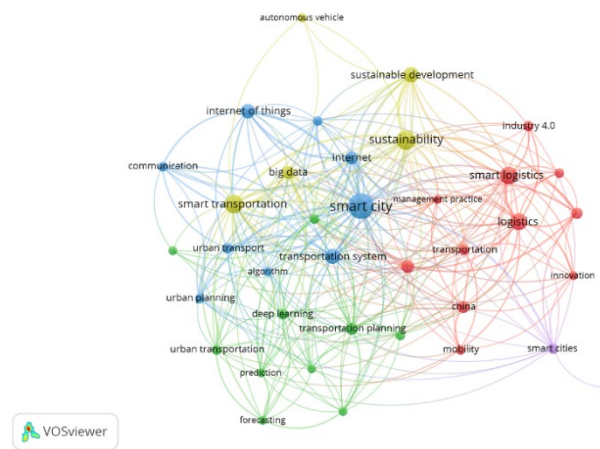 autonomous vehicle
sustainable development
internet of things
industry 4.0
sustainability
internet
communication
big data
smart logistics
management practice
smart transportation
smart city
logistics
urban transport
transportation system
transportation
algorithm
innovation
urban planning
deep learning
china
transportation planning
urban transportation
mobility
smart cities
prediction
forecasting
VOSviewer